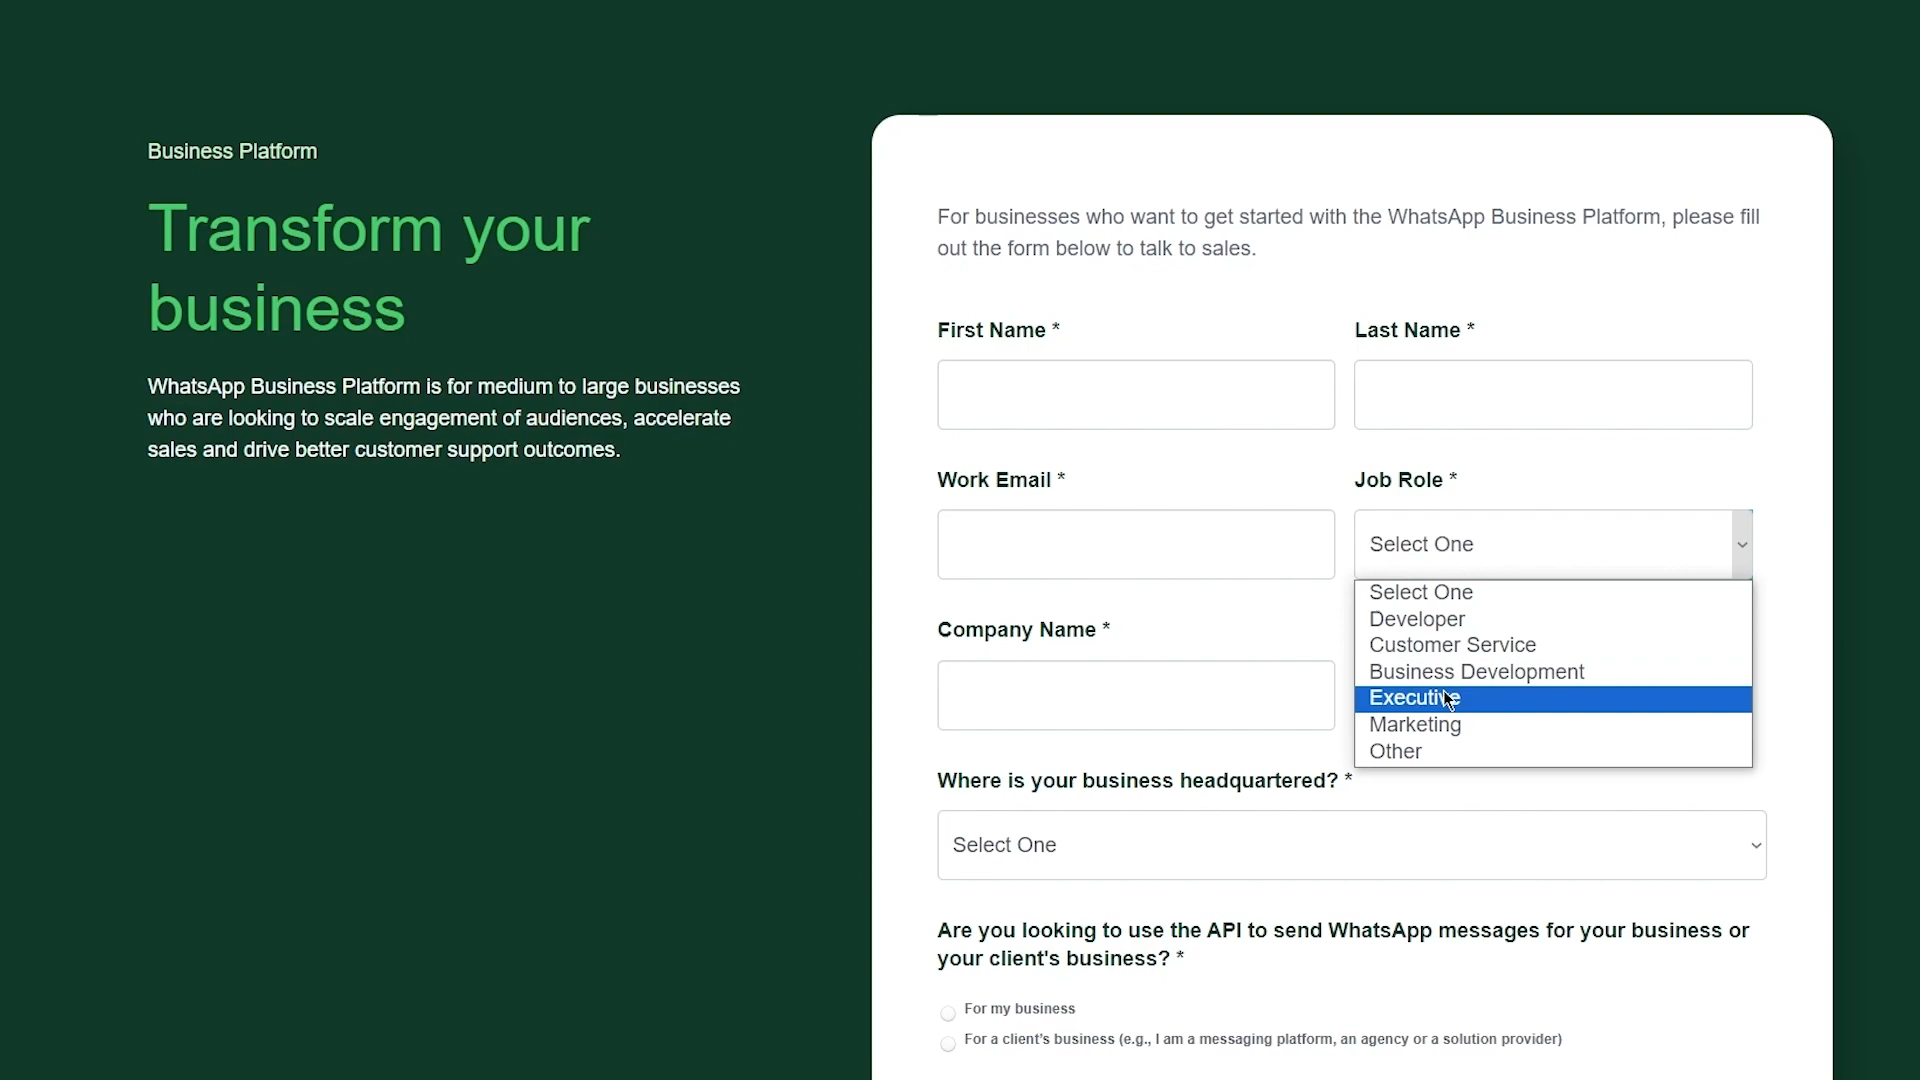 Business Platform
Transform your
business
WhatsApp Business Platform is for medium to large businesses
who are looking to scale engagement of audiences, accelerate
sales and drive better customer support outcomes.
For businesses who want to get started with the WhatsApp Business Platform, please fill
out the form below to talk to sales.
First Name *
Last Name *
Work Email *
Job Role *
Select One
Select One
Developer
Customer Service
Business Development
Executive
Marketing
Other
Company Name *
Where is your business headquartered? *
Select One
Are you looking to use the API to send WhatsApp messages for your business or
your client's business? *
For my business
For a client's business (e.g., I am a messaging platform, an agency or a solution provider)